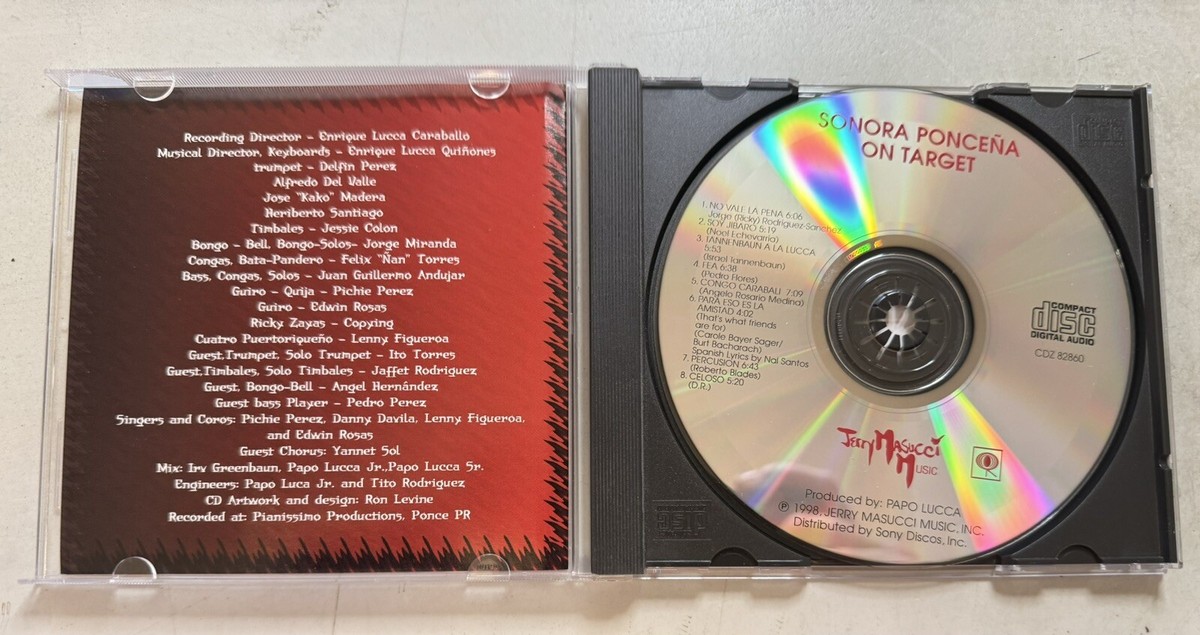 Recording Director – Enrique Lucca Caraballo
Musical Director, Keyboards – Enrique Lucca Quiñones
trumpet – Delfin Perez
Alfredo Del Valle
Jose "Kako" Madera
Heriberto Santiago
Timbales – Jessie Colon
Bongo – Bell, Bongo-Solos– Jorge Miranda
Congas, Bata-Pandero – Felix "Ñan" Torres
Bass, Congas, Solos – Juan Guillermo Andujar
Guiro – Quija – Pichie Perez
Guiro – Edwin Rosas
Ricky Zayas – Copying
Cuatro Puertoriqueño – Lenny Figueroa
Guest.Trumpet, Solo Trumpet – Ito Torres
Guest.Timbales, Solo Timbales – Jaffet Rodriguez
Guest, Bongo-Bell – Angel Hernández
Guest bass Player – Pedro Perez
Singers and Coros: Pichie Perez, Danny Davila, Lenny Figueroa,
and Edwin Rosas
Guest Chorus: Yannet Sol
Mix: Irv Greenbaun, Papo Lucca Jr.,Papo Lucca Sr.
Engineers: Papo Luca Jr. and Tito Rodriguez
CD Artwork and design: Ron Levine
Recorded at: Pianissimo Productions, Ponce PR
SONORA PONCEÑA
ON TARGET
1. NO VALE LA PENA 6:06
Jorge (Ricky) Rodriguez-Sanchez
2. SOY JIBARO 5:19
(Noel Echevarria)
3. TANNENBAUN A LA LUCCA
5:53
(Israel Tannenbaun)
4. FEA 6:38
(Pedro Flores)
5. CONGO CARABALI 7:09
(Angelo Rosario Medina)
6. PARA ESO ES LA
AMISTAD 4:02
(That's what friends
are for)
(Carole Bayer Sager/
Burt Bacharach)
Spanish Lyrics by Nal Santos
7. PERCUSION 6:43
(Roberto Blades)
8. CELOSO 5:20
(D.R.)
COMPACT
disc
DIGITAL AUDIO
CDZ 82860
JERRY MASUCCI
MUSIC
Produced by: PAPO LUCCA
℗ 1998, JERRY MASUCCI MUSIC, INC.
Distributed by Sony Discos, Inc.